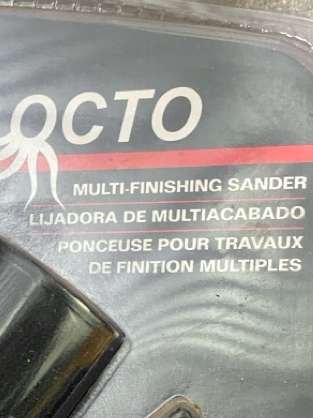 OCTO
MULTI-FINISHING SANDER
LIJADORA DE MULTIACABADO
PONCEUSE POUR TRAVAUX
DE FINITION MULTIPLES